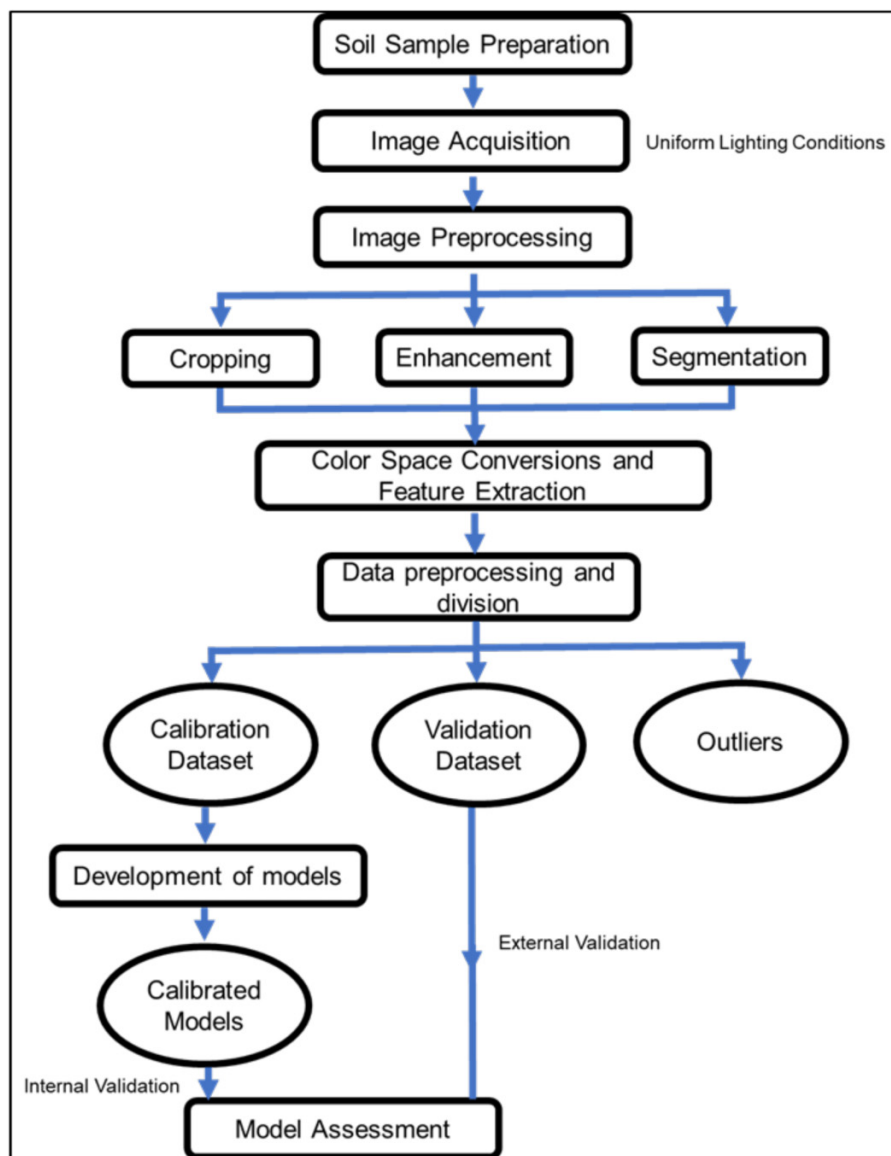 Soil Sample Preparation
Image Acquisition
Uniform Lighting Conditions
Image Preprocessing
Cropping
Enhancement
Segmentation
Color Space Conversions and
Feature Extraction
Data preprocessing and
division
Calibration
Dataset
Validation
Dataset
Outliers
Development of models
External Validation
Calibrated
Models
Internal Validation
Model Assessment